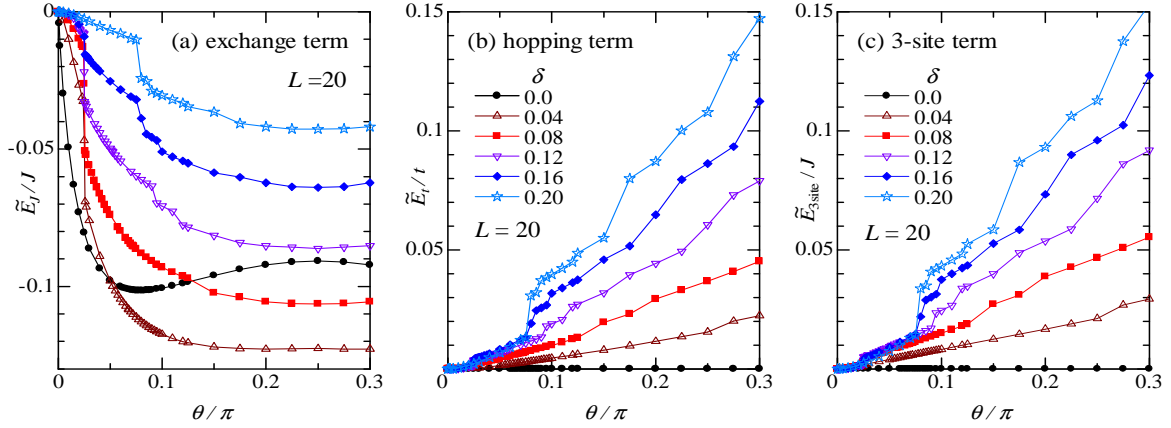 (a) exchange term
L =20
0
-0.05
-0.1
Ẽ_J / J
0 0.1 0.2 0.3
θ / π
(b) hopping term
δ
0.0
0.04
0.08
0.12
0.16
0.20
L = 20
0.15
0.1
0.05
Ẽ_t / t
0 0.1 0.2 0.3
θ / π
(c) 3-site term
δ
0.0
0.04
0.08
0.12
0.16
0.20
L = 20
0.15
0.1
0.05
Ẽ_3site / J
0 0.1 0.2 0.3
θ / π